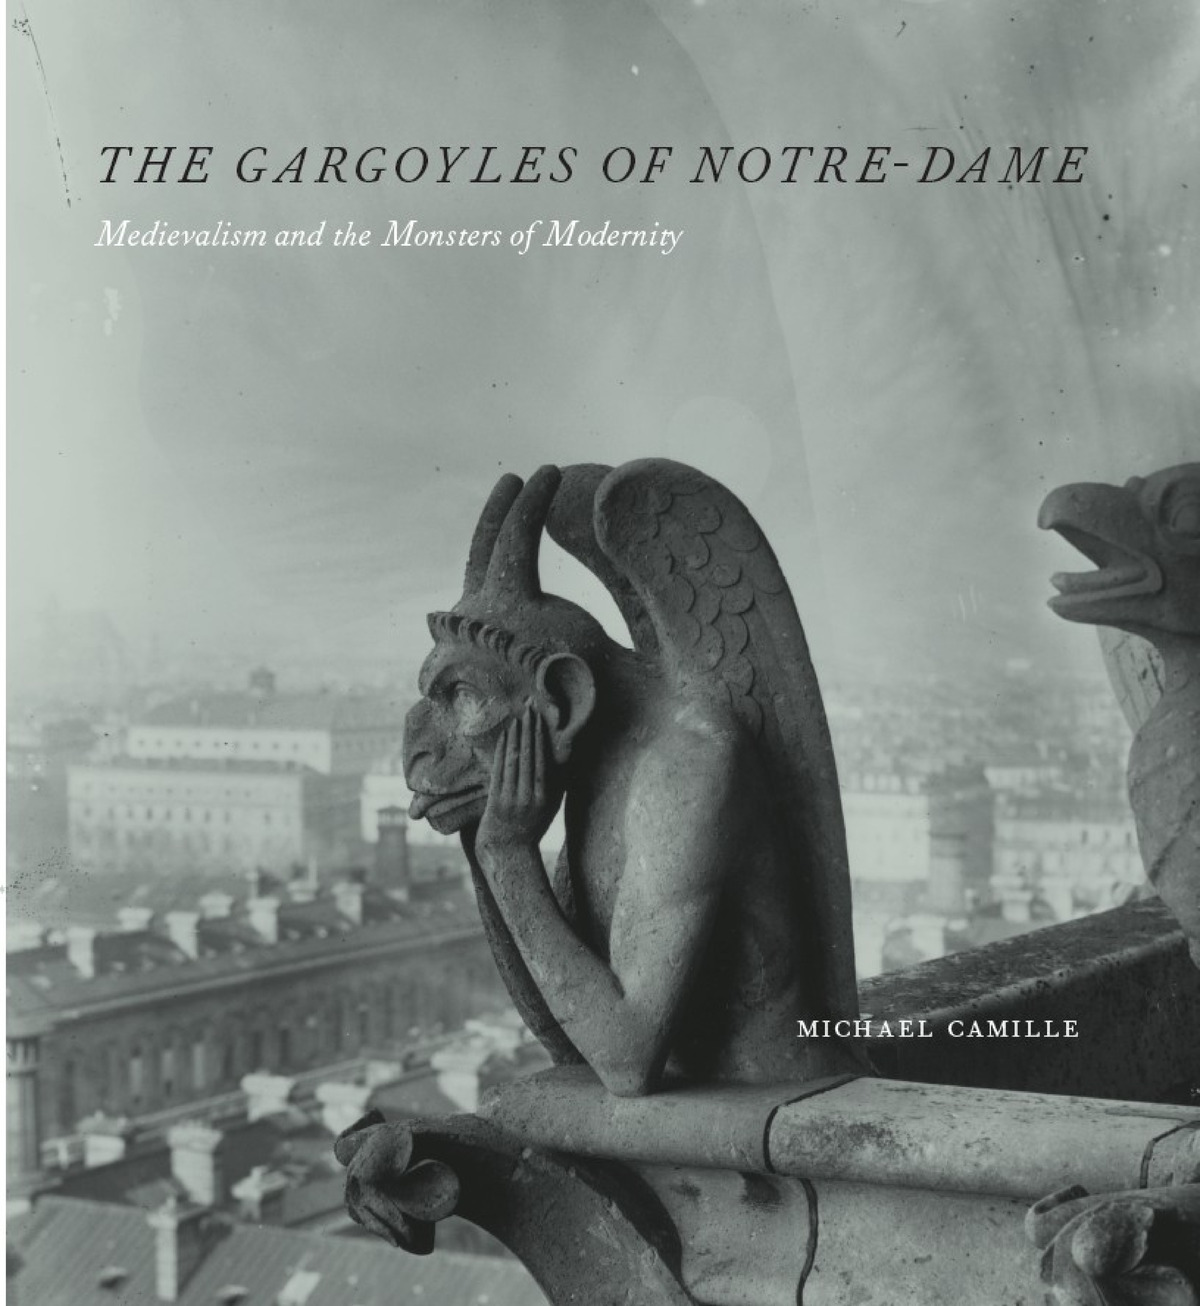 THE GARGOYLES OF NOTRE-DAME
Medievalism and the Monsters of Modernity
MICHAEL CAMILLE